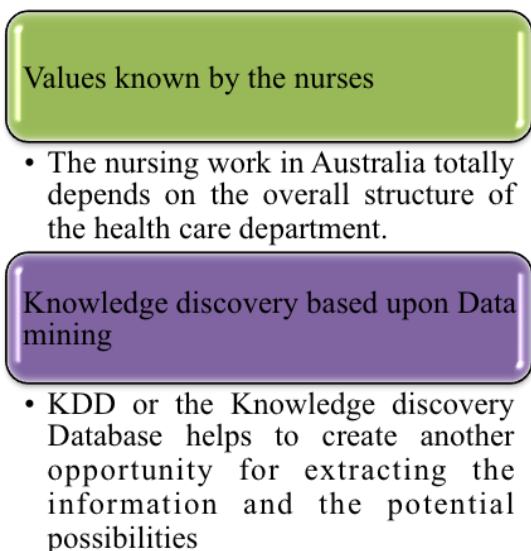 Values known by the nurses
• The nursing work in Australia totally
depends on the overall structure of
the health care department.
Knowledge discovery based upon Data
mining
• KDD or the Knowledge discovery
Database helps to create another
opportunity for extracting the
information and the potential
possibilities